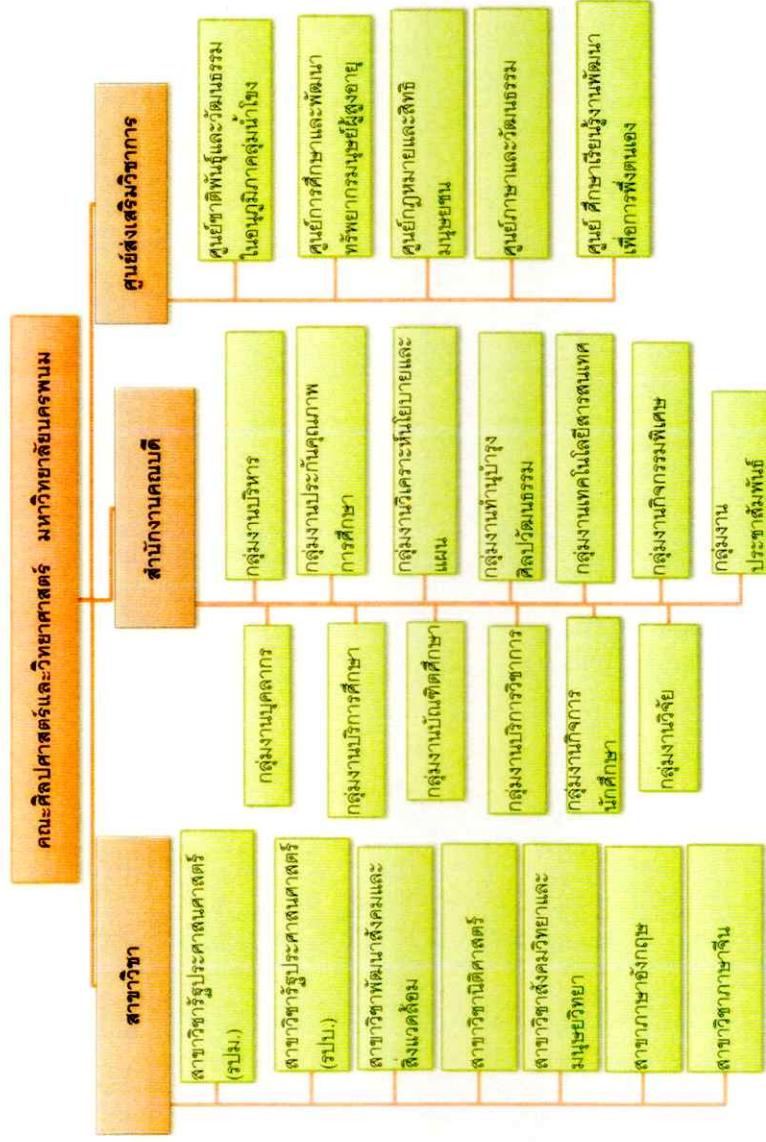 คณะศิลปศาสตร์และวิทยาศาสตร์ มหาวิทยาลัยนครพนม
สาขาวิชา
สาขาวิชารัฐประศาสนศาสตร์
(รปม.)
สาขาวิชารัฐประศาสนศาสตร์
(รปบ.)
สาขาวิชาพัฒนาสังคมและ
สิ่งแวดล้อม
สาขาวิชานิติศาสตร์
สาขาวิชาสังคมวิทยาและ
มนุษยวิทยา
สาขาภาษาอังกฤษ
สาขาวิชาภาษาจีน
สำนักงานคณบดี
กลุ่มงานบุคลากร
กลุ่มงานบริการศึกษา
กลุ่มงานบัณฑิตศึกษา
กลุ่มงานบริการวิชาการ
กลุ่มงานกิจการ
นักศึกษา
กลุ่มงานวิจัย
กลุ่มงานบริหาร
กลุ่มงานประกันคุณภาพ
การศึกษา
กลุ่มงานวิเคราะห์นโยบายและ
แผน
กลุ่มงานทำนุบำรุง
ศิลปวัฒนธรรม
กลุ่มงานเทคโนโลยีสารสนเทศ
กลุ่มงานกิจกรรมพิเศษ
กลุ่มงาน
ประชาสัมพันธ์
ศูนย์ส่งเสริมวิชาการ
ศูนย์ชาติพันธุ์และวัฒนธรรม
ในอนุภูมิภาคลุ่มน้ำโขง
ศูนย์การศึกษาและพัฒนา
ทรัพยากรมนุษย์ผู้สูงอายุ
ศูนย์กฎหมายและสิทธิ
มนุษยชน
ศูนย์ภาษาและวัฒนธรรม
ศูนย์ ศึกษาเรียนรู้งานพัฒนา
เพื่อการพึ่งตนเอง